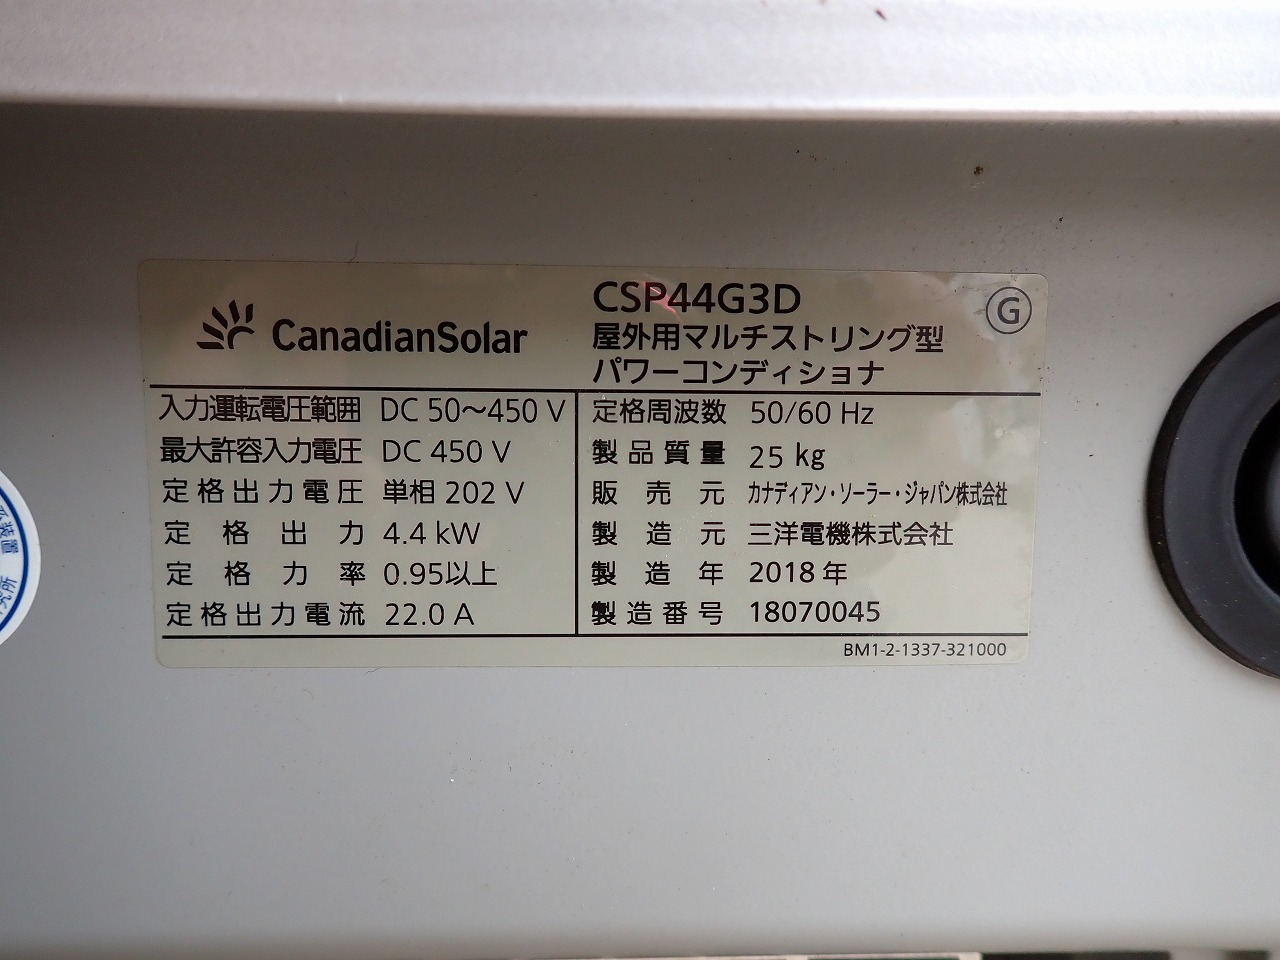 CanadianSolar
CSP44G3D
屋外用マルチストリング型
パワーコンディショナ
G
入力運転電圧範囲 DC 50～450 V
最大許容入力電圧 DC 450 V
定格出力電圧 単相 202 V
定格出力 4.4 kW
定格力率 0.95以上
定格出力電流 22.0 A
定格周波数 50/60 Hz
製品質量 25 kg
販売元 カナディアン・ソーラー・ジャパン株式会社
製造元 三洋電機株式会社
製造年 2018 年
製造番号 18070045
BM1-2-1337-321000
装置
所